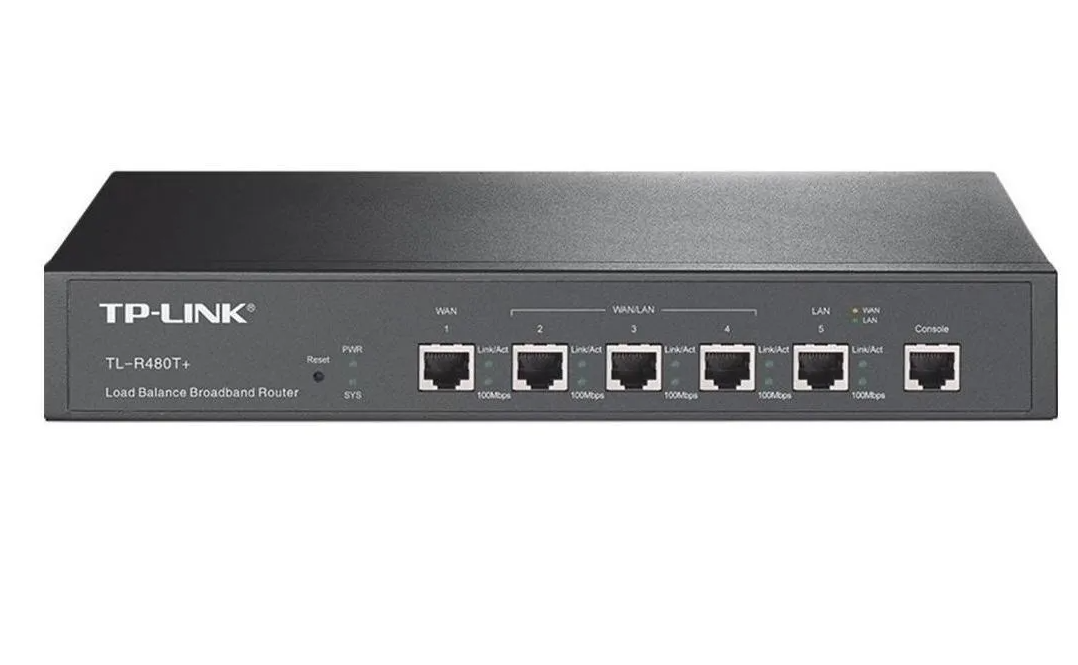 TP-LINK®
TL-R480T+
Load Balance Broadband Router
Reset
PWR
SYS
WAN
1
WAN/LAN
2
3
4
LAN
5
WAN
LAN
Console
Link/Act
100Mbps
Link/Act
100Mbps
Link/Act
100Mbps
Link/Act
100Mbps
Link/Act
100Mbps